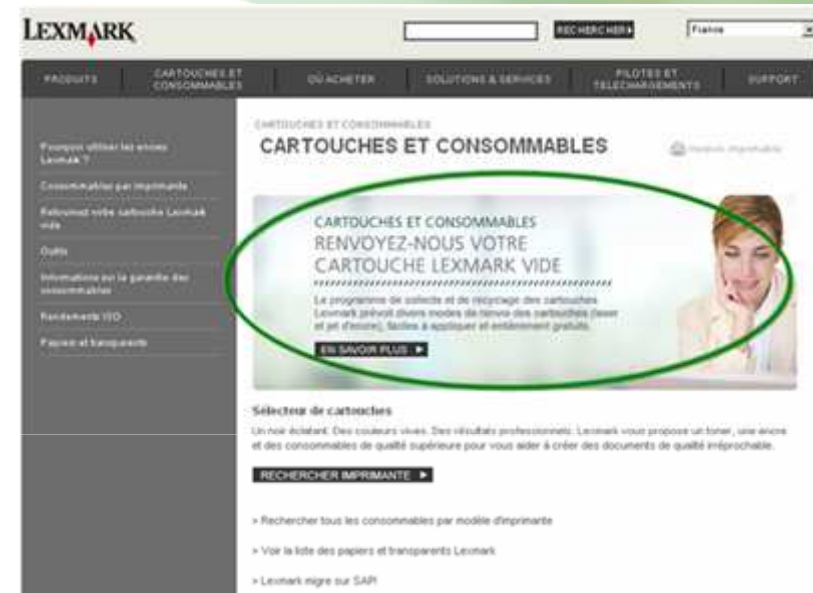 LEXMARK
RECHERCHER
France
PRODUITS
CARTOUCHES ET
CONSOMMABLES
OÙ ACHETER
SOLUTIONS & SERVICES
PILOTES ET
TÉLÉCHARGEMENTS
SUPPORT
CARTOUCHES ET CONSOMMABLES
CARTOUCHES ET CONSOMMABLES
Version imprimable
Pourquoi utiliser les encres
Lexmark ?
Consommables par imprimante
Retournez votre cartouche Lexmark
vide
Outils
Informations sur la garantie des
consommables
Rendements ISO
Papiers et transparents
CARTOUCHES ET CONSOMMABLES
RENVOYEZ-NOUS VOTRE
CARTOUCHE LEXMARK VIDE
Le programme de collecte et de recyclage des cartouches
Lexmark prévoit divers modes de renvoi des cartouches (laser
et jet d'encre), faciles à appliquer et entièrement gratuits.
EN SAVOIR PLUS
Sélecteur de cartouches
Un noir éclatant. Des couleurs vives. Des résultats professionnels. Lexmark vous propose un toner, une encre
et des consommables de qualité supérieure pour vous aider à créer des documents de qualité irréprochable.
RECHERCHER IMPRIMANTE
» Rechercher tous les consommables par modèle d'imprimante
» Voir la liste des papiers et transparents Lexmark
» Lexmark migre sur SAP!